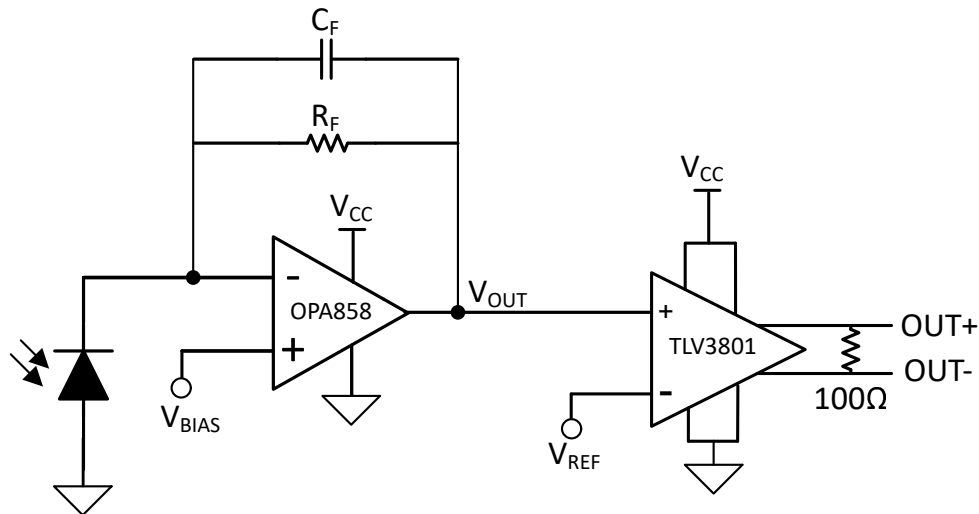 C_F
R_F
V_CC
-
OPA858
+
V_BIAS
V_OUT
V_CC
+
TLV3801
-
V_REF
OUT+
OUT-
100Ω